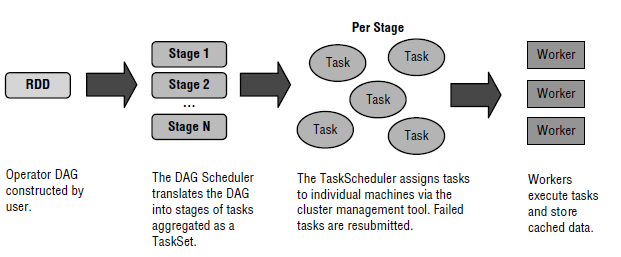 Per Stage
RDD
Stage 1
Stage 2
...
Stage N
Task
Task
Task
Task
Task
Worker
Worker
Worker
Operator DAG
constructed by
user.
The DAG Scheduler
translates the DAG
into stages of tasks
aggregated as a
TaskSet.
The TaskScheduler assigns tasks
to individual machines via the
cluster management tool. Failed
tasks are resubmitted.
Workers
execute tasks
and store
cached data.